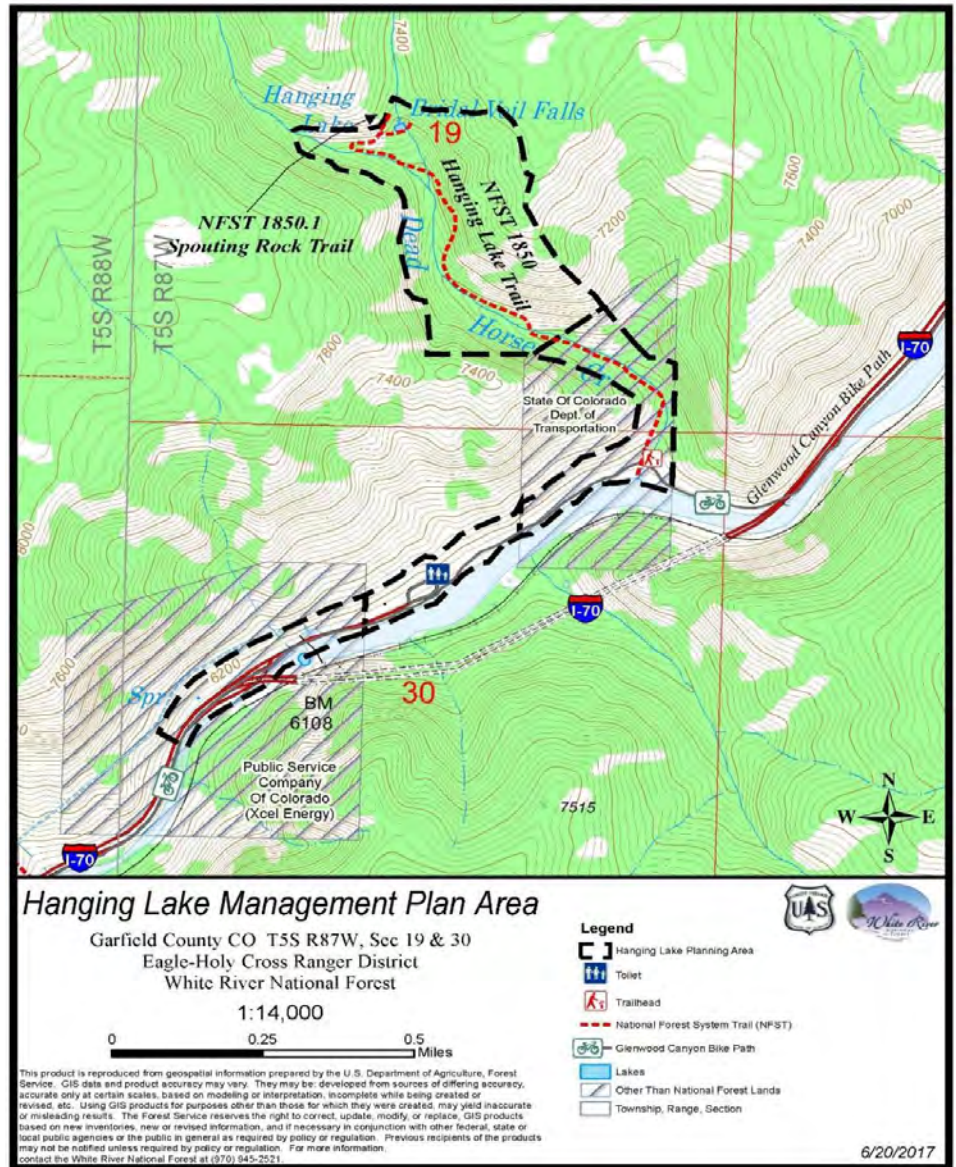 7400
Hanging
Lake
Bridal Veil Falls
19
7600
NFST 1850
Hanging Lake Trail
NFST 1850.1
Spouting Rock Trail
7200
7400
7000
Dead
T5S R88W
T5S R87W
Horse
Cr
I-70
7800
7400
7400
Glenwood Canyon Bike Path
State Of Colorado
Dept. of
Transportation
8000
I-70
7600
6200
Spr
30
BM
6108
Public Service
Company
Of Colorado
(Xcel Energy)
7515
N
W E
S
I-70
Hanging Lake Management Plan Area
Garfield County CO T5S R87W, Sec 19 & 30
Eagle-Holy Cross Ranger District
White River National Forest
1:14,000
0 0.25 0.5
Miles
This product is reproduced from geospatial information prepared by the U.S. Department of Agriculture, Forest
Service. GIS data and product accuracy may vary. They may be: developed from sources of differing accuracy,
accurate only at certain scales, based on modeling or interpretation, incomplete while being created or
revised, etc. Using GIS products for purposes other than those for which they were created, may yield inaccurate
or misleading results. The Forest Service reserves the right to correct, update, modify, or replace, GIS products
based on new inventories, new or revised information, and if necessary in conjunction with other federal, state or
local public agencies or the public in general as required by policy or regulation. Previous recipients of the products
may not be notified unless required by policy or regulation. For more information.
contact the White River National Forest at (970) 945-2521.
Legend
Hanging Lake Planning Area
Toilet
Trailhead
National Forest System Trail (NFST)
Glenwood Canyon Bike Path
Lakes
Other Than National Forest Lands
Township, Range, Section
U S
White River
6/20/2017